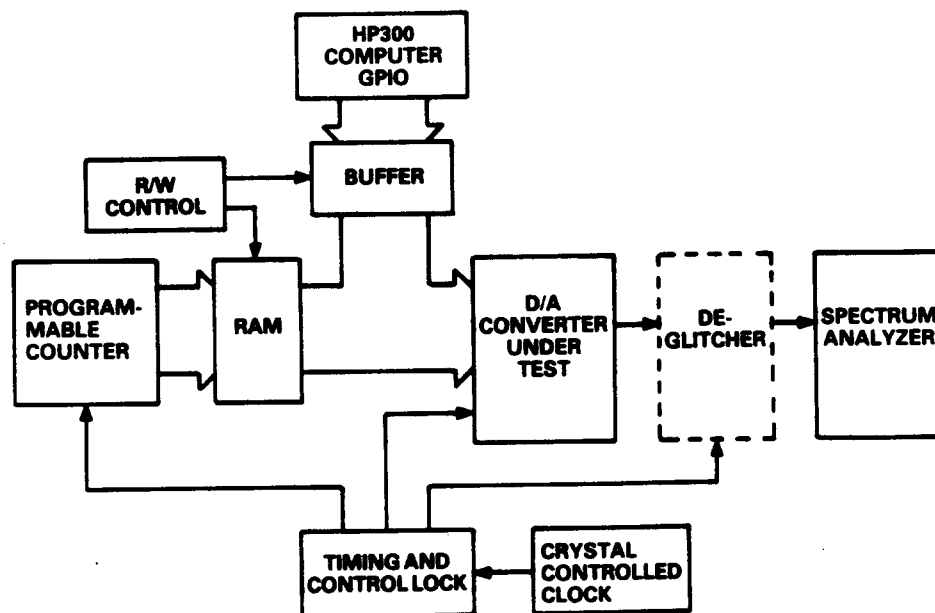 HP300
COMPUTER
GPIO
BUFFER
R/W
CONTROL
PROGRAM-
MABLE
COUNTER
RAM
D/A
CONVERTER
UNDER
TEST
DE-
GLITCHER
SPECTRUM
ANALYZER
TIMING AND
CONTROL LOCK
CRYSTAL
CONTROLLED
CLOCK